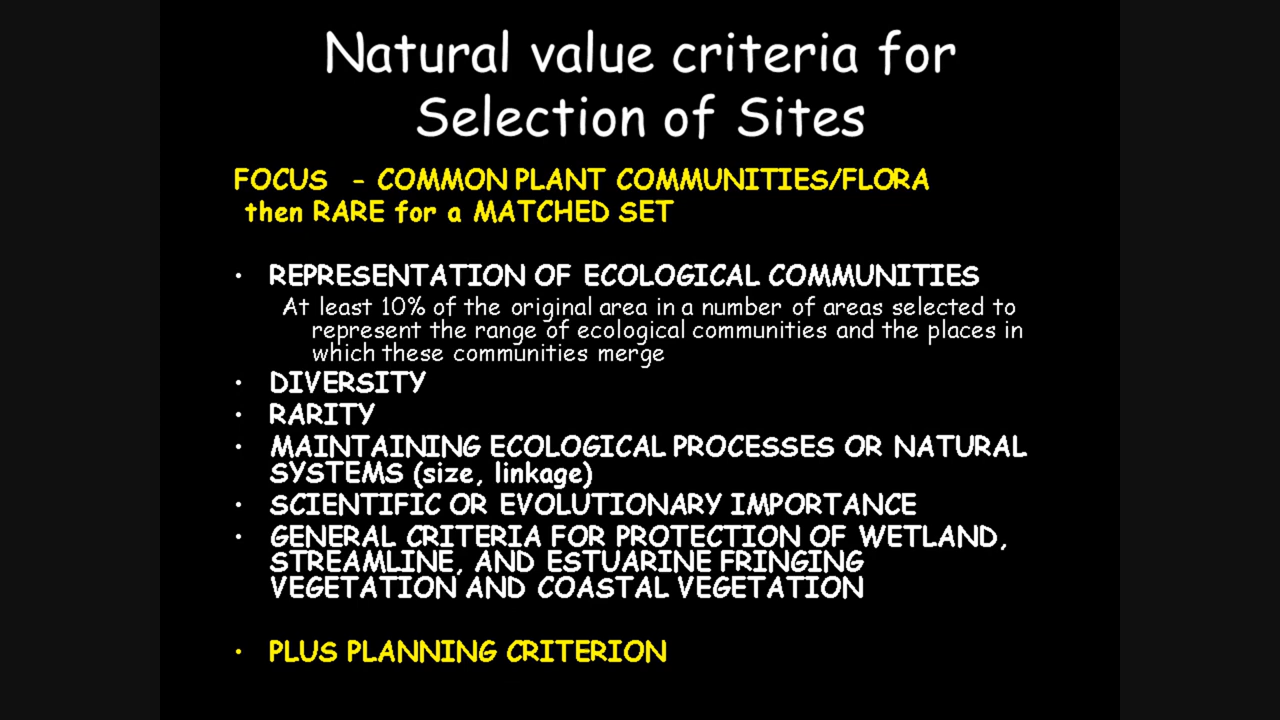 Natural value criteria for
Selection of Sites
FOCUS - COMMON PLANT COMMUNITIES/FLORA
then RARE for a MATCHED SET
• REPRESENTATION OF ECOLOGICAL COMMUNITIES
At least 10% of the original area in a number of areas selected to
represent the range of ecological communities and the places in
which these communities merge
• DIVERSITY
• RARITY
• MAINTAINING ECOLOGICAL PROCESSES OR NATURAL
SYSTEMS (size, linkage)
• SCIENTIFIC OR EVOLUTIONARY IMPORTANCE
• GENERAL CRITERIA FOR PROTECTION OF WETLAND,
STREAMLINE, AND ESTUARINE FRINGING
VEGETATION AND COASTAL VEGETATION
• PLUS PLANNING CRITERION